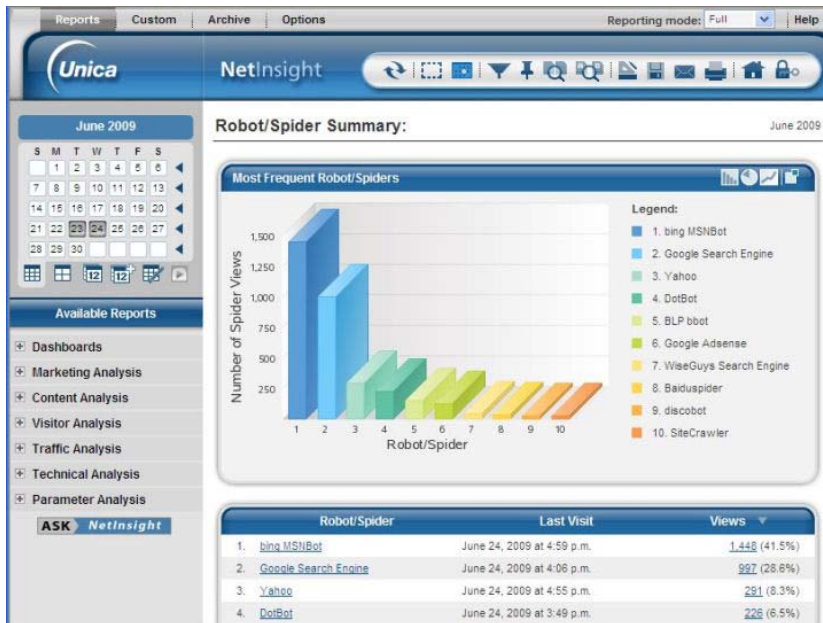 Reports Custom Archive Options Reporting mode: Full Help
Unica NetInsight
June 2009
S M T W T F S
1 2 3 4 5 6
7 8 9 10 11 12 13
14 15 16 17 18 19 20
21 22 23 24 25 26 27
28 29 30
12 12
Available Reports
Dashboards
Marketing Analysis
Content Analysis
Visitor Analysis
Traffic Analysis
Technical Analysis
Parameter Analysis
ASK NetInsight
Robot/Spider Summary: June 2009
Most Frequent Robot/Spiders
Number of Spider Views
1,500
1,250
1,000
750
500
250
1 2 3 4 5 6 7 8 9 10
Robot/Spider
Legend:
1. bing MSNBot
2. Google Search Engine
3. Yahoo
4. DotBot
5. BLP bbot
6. Google Adsense
7. WiseGuys Search Engine
8. Baiduspider
9. discobot
10. SiteCrawler
Robot/Spider Last Visit Views
1. bing MSNBot June 24, 2009 at 4:59 p.m. 1,448 (41.5%)
2. Google Search Engine June 24, 2009 at 4:06 p.m. 997 (28.6%)
3. Yahoo June 24, 2009 at 4:55 p.m. 291 (8.3%)
4. DotBot June 24, 2009 at 3:49 p.m. 226 (6.5%)